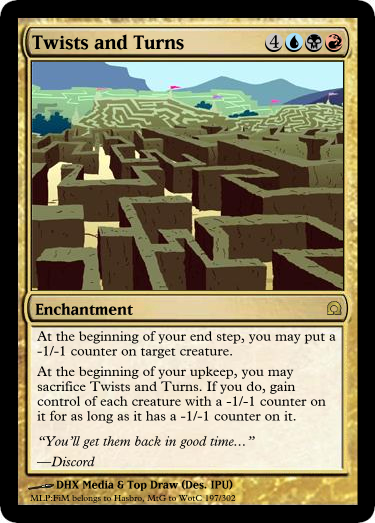 Twists and Turns 4
Enchantment
At the beginning of your end step, you may put a
-1/-1 counter on target creature.
At the beginning of your upkeep, you may
sacrifice Twists and Turns. If you do, gain
control of each creature with a -1/-1 counter on
it for as long as it has a -1/-1 counter on it.
“You’ll get them back in good time…”
—Discord
DHX Media & Top Draw (Des. IPU)
MLP:FiM belongs to Hasbro, MtG to WotC 197/302